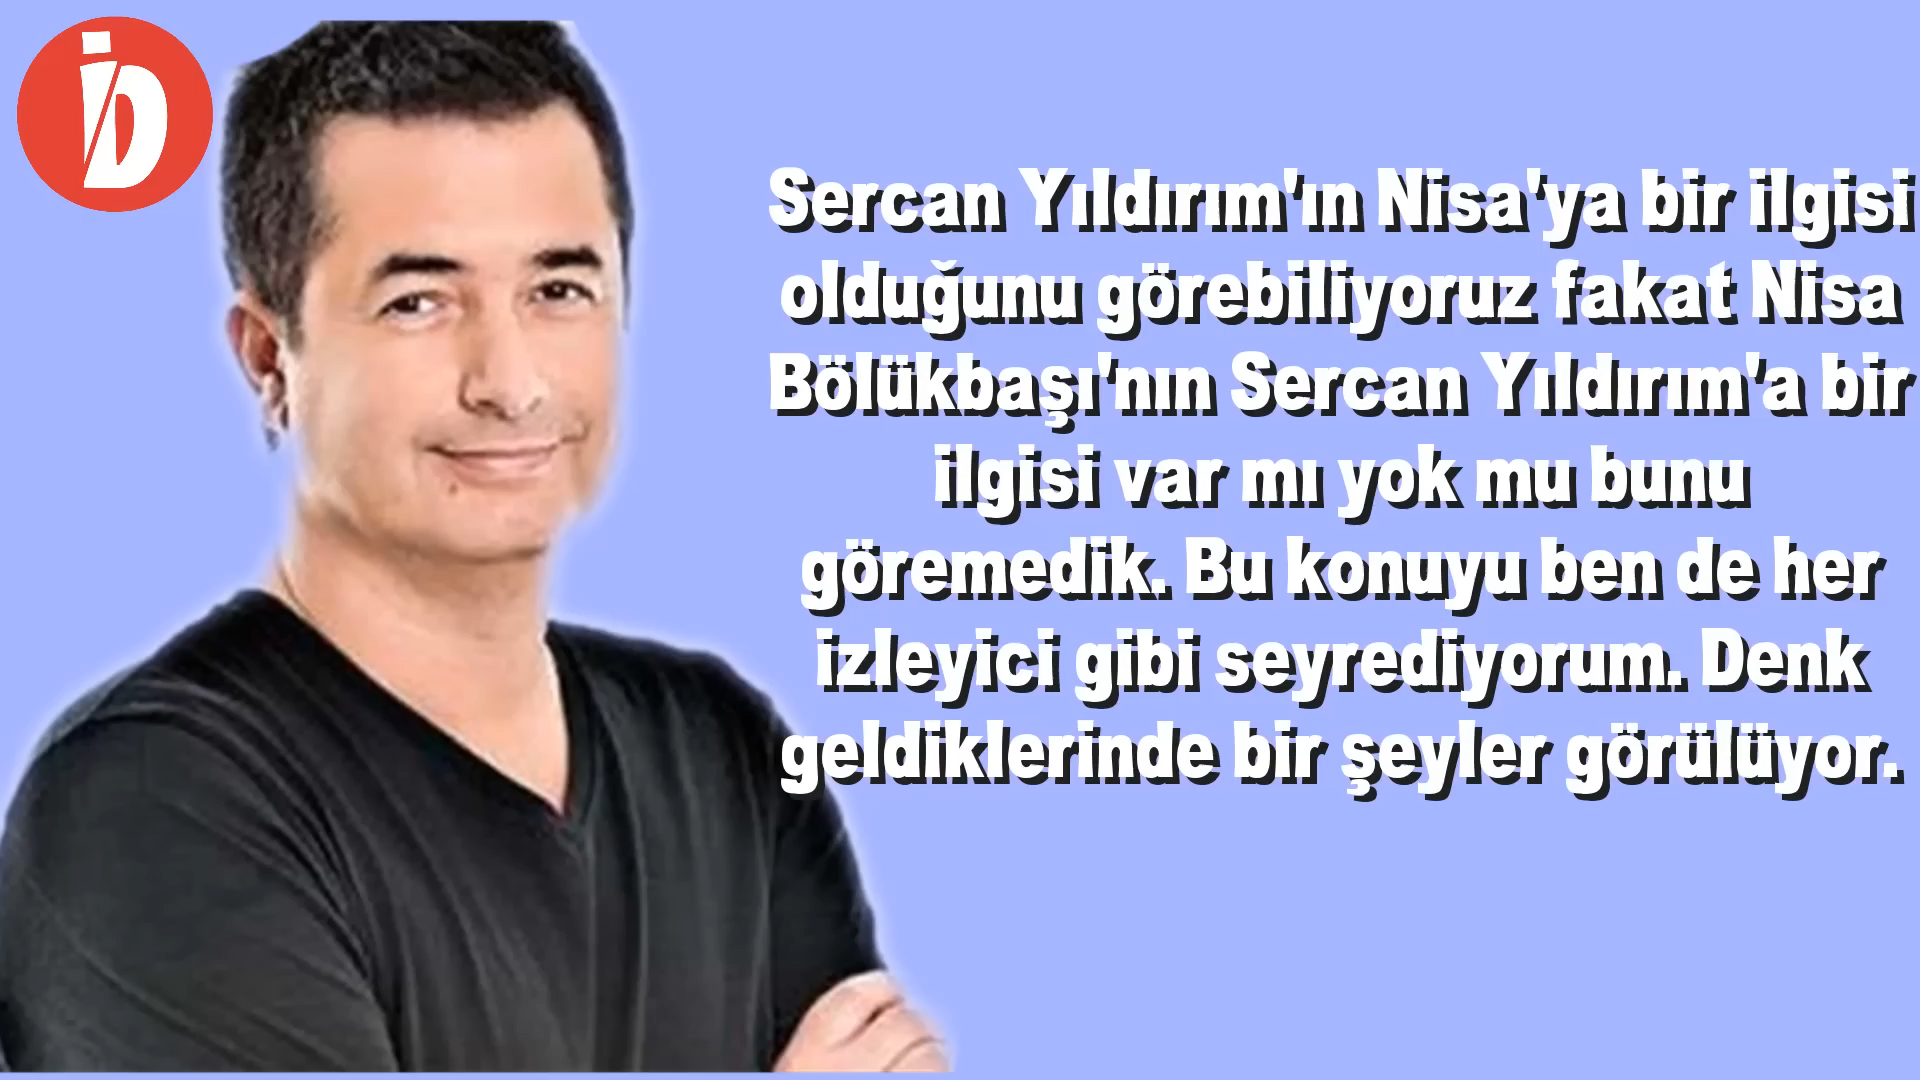 iD
Sercan Yıldırım'ın Nisa'ya bir ilgisi
olduğunu görebiliyoruz fakat Nisa
Bölükbaşı'nın Sercan Yıldırım'a bir
ilgisi var mı yok mu bunu
göremedik. Bu konuyu ben de her
izleyici gibi seyrediyorum. Denk
geldiklerinde bir şeyler görülüyor.